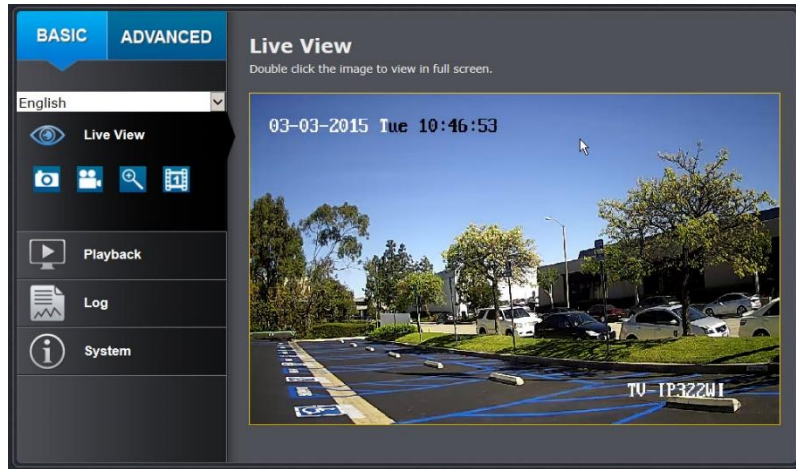 BASIC
ADVANCED
English
Live View
Playback
Log
System
Live View
Double click the image to view in full screen.
03-03-2015 Tue 10:46:53
TV-IP322WI